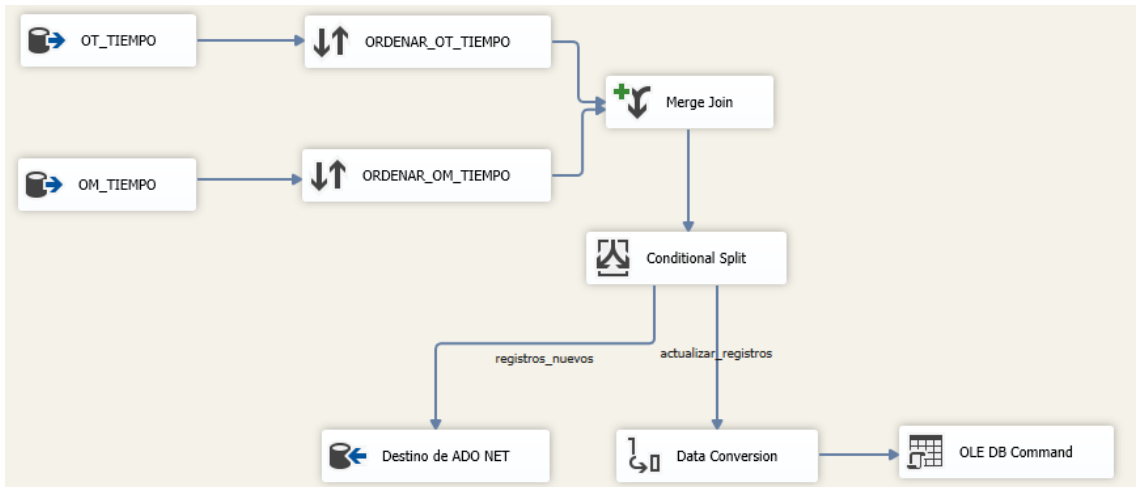 OT_TIEMPO
ORDENAR_OT_TIEMPO
Merge Join
OM_TIEMPO
ORDENAR_OM_TIEMPO
Conditional Split
registros_nuevos
actualizar_registros
Destino de ADO NET
Data Conversion
OLE DB Command